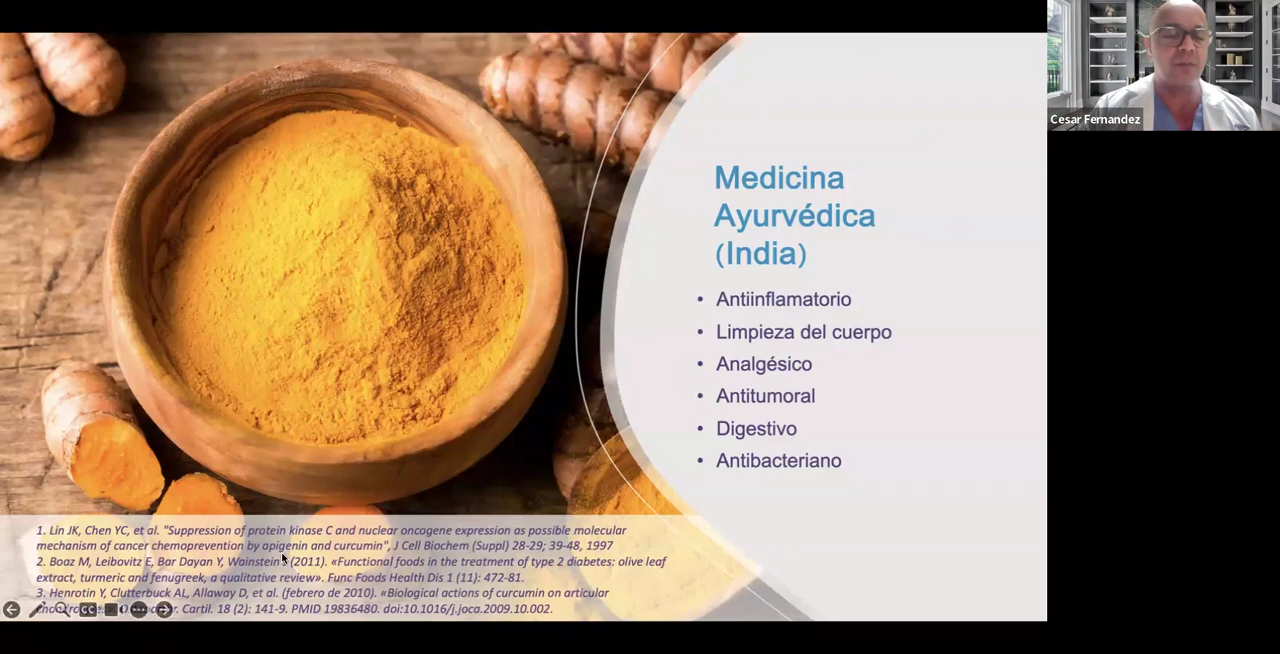 Cesar Fernandez
Medicina
Ayurvédica
(India)
• Antiinflamatorio
• Limpieza del cuerpo
• Analgésico
• Antitumoral
• Digestivo
• Antibacteriano
1. Lin JK, Chen YC, et al. "Suppression of protein kinase C and nuclear oncogene expression as possible molecular
mechanism of cancer chemoprevention by apigenin and curcumin", J Cell Biochem (Suppl) 28-29; 39-48, 1997
2. Boaz M, Leibovitz E, Bar Dayan Y, Wainstein (2011). «Functional foods in the treatment of type 2 diabetes: olive leaf
extract, turmeric and fenugreek, a qualitative review». Func Foods Health Dis 1 (11): 472-81.
3. Henrotin Y, Clutterbuck AL, Allaway D, et al. (febrero de 2010). «Biological actions of curcumin on articular
Cartil. 18 (2): 141-9. PMID 19836480. doi:10.1016/j.joca.2009.10.002.